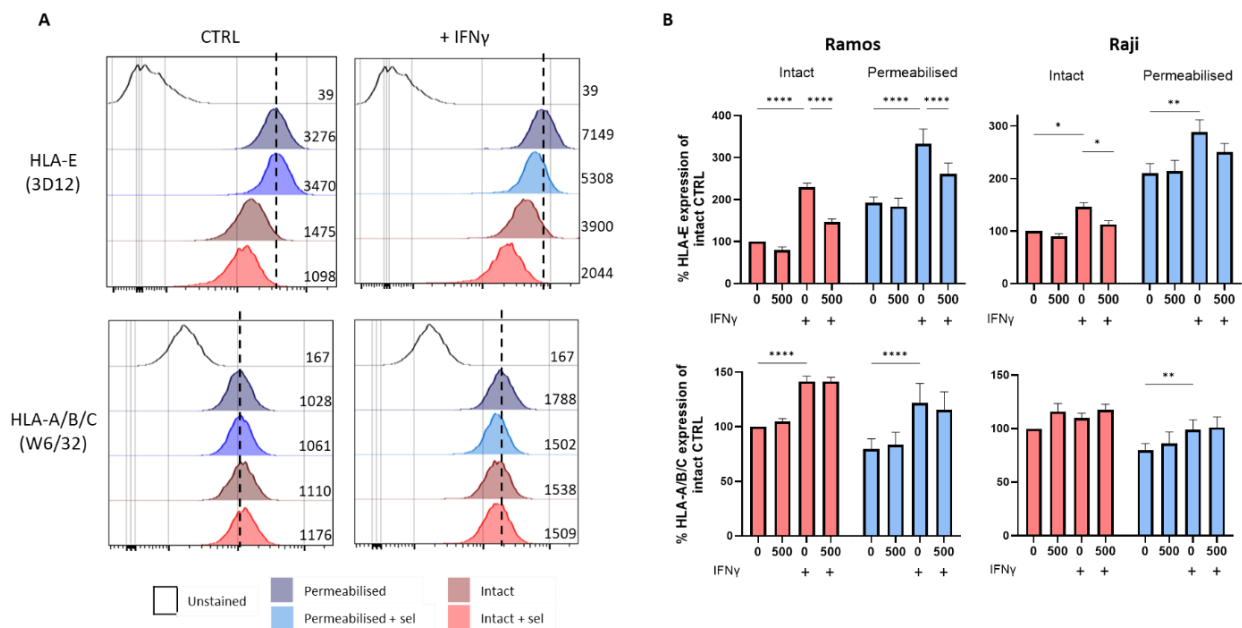 A
CTRL
+ IFNγ
HLA-E
(3D12)
39
3276
3470
1475
1098
39
7149
5308
3900
2044
HLA-A/B/C
(W6/32)
167
1028
1061
1110
1176
167
1788
1502
1538
1509
Unstained
Permeabilised
Permeabilised + sel
Intact
Intact + sel
B
Ramos
Intact
Permeabilised
**** ****
**** ****
% HLA-E expression of
intact CTRL
400
300
200
100
0
0 500 0 500 0 500 0 500
IFNγ + + + +
Raji
Intact
Permeabilised
*
*
**
300
200
100
0
0 500 0 500 0 500 0 500
IFNγ + + + +
% HLA-A/B/C expression of
intact CTRL
****
****
150
100
50
0
0 500 0 500 0 500 0 500
IFNγ + + + +
**
150
100
50
0
0 500 0 500 0 500 0 500
IFNγ + + + +